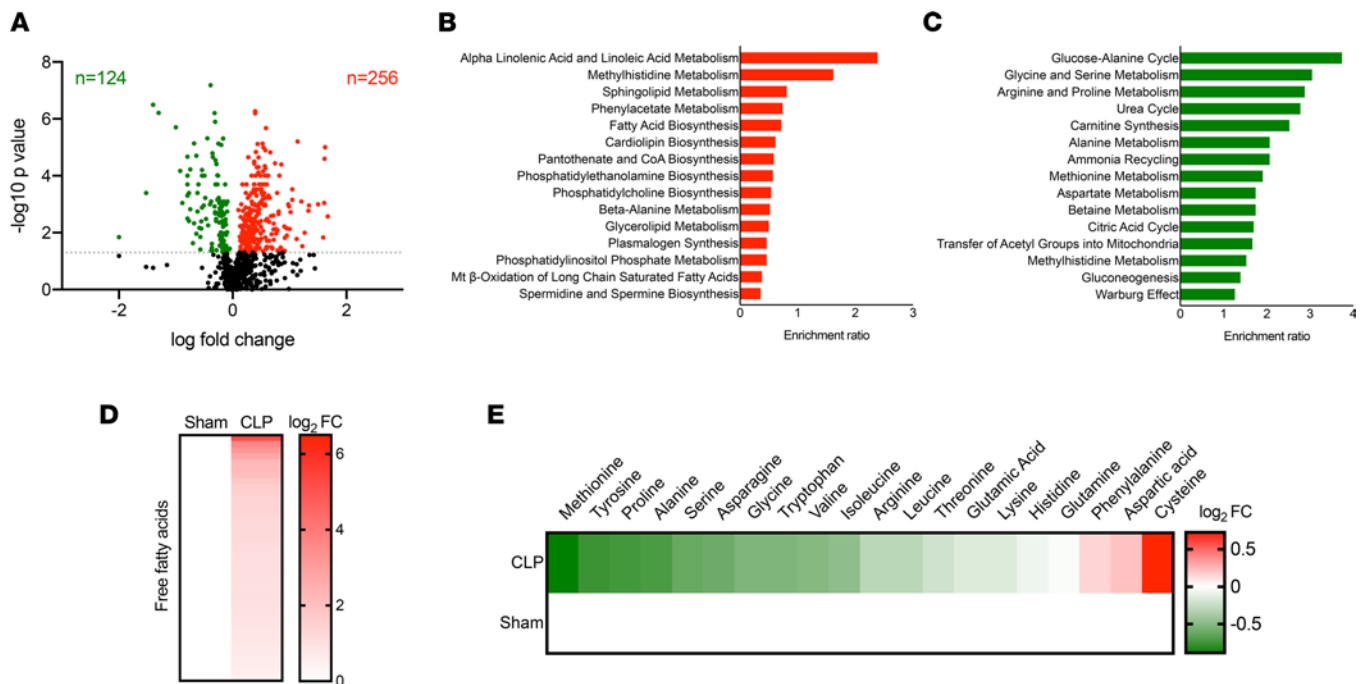 A
n=124
n=256
8
6
4
2
0
-log10 p value
-2
0
2
log fold change
B
Alpha Linolenic Acid and Linoleic Acid Metabolism
Methylhistidine Metabolism
Sphingolipid Metabolism
Phenylacetate Metabolism
Fatty Acid Biosynthesis
Cardiolipin Biosynthesis
Pantothenate and CoA Biosynthesis
Phosphatidylethanolamine Biosynthesis
Phosphatidylcholine Biosynthesis
Beta-Alanine Metabolism
Glycerolipid Metabolism
Plasmalogen Synthesis
Phosphatidylinositol Phosphate Metabolism
Mt β-Oxidation of Long Chain Saturated Fatty Acids
Spermidine and Spermine Biosynthesis
0 1 2 3
Enrichment ratio
C
Glucose-Alanine Cycle
Glycine and Serine Metabolism
Arginine and Proline Metabolism
Urea Cycle
Carnitine Synthesis
Alanine Metabolism
Ammonia Recycling
Methionine Metabolism
Aspartate Metabolism
Betaine Metabolism
Citric Acid Cycle
Transfer of Acetyl Groups into Mitochondria
Methylhistidine Metabolism
Gluconeogenesis
Warburg Effect
0 1 2 3 4
Enrichment ratio
D
Sham CLP log₂ FC
Free fatty acids
6
4
2
0
E
Methionine
Tyrosine
Proline
Alanine
Serine
Asparagine
Glycine
Tryptophan
Valine
Isoleucine
Arginine
Leucine
Threonine
Glutamic Acid
Lysine
Histidine
Glutamine
Phenylalanine
Aspartic acid
Cysteine
CLP
Sham
log₂ FC
0.5
0
-0.5